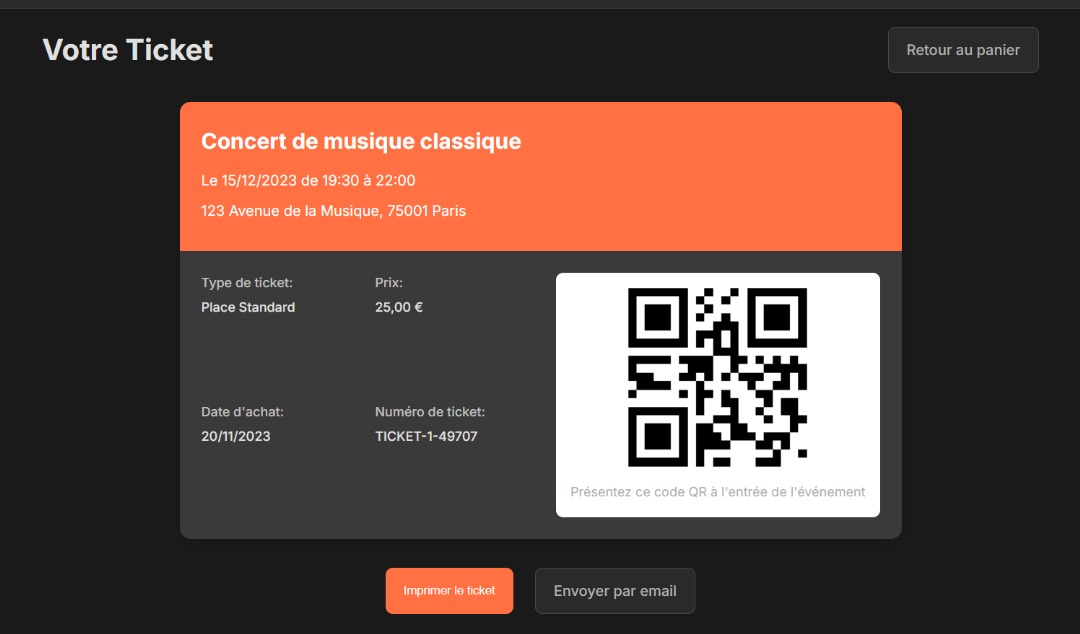 Votre Ticket
Retour au panier
Concert de musique classique
Le 15/12/2023 de 19:30 à 22:00
123 Avenue de la Musique, 75001 Paris
Type de ticket:
Place Standard
Prix:
25,00 €
Date d'achat:
20/11/2023
Numéro de ticket:
TICKET-1-49707
Présentez ce code QR à l'entrée de l'événement
Imprimer le ticket
Envoyer par email